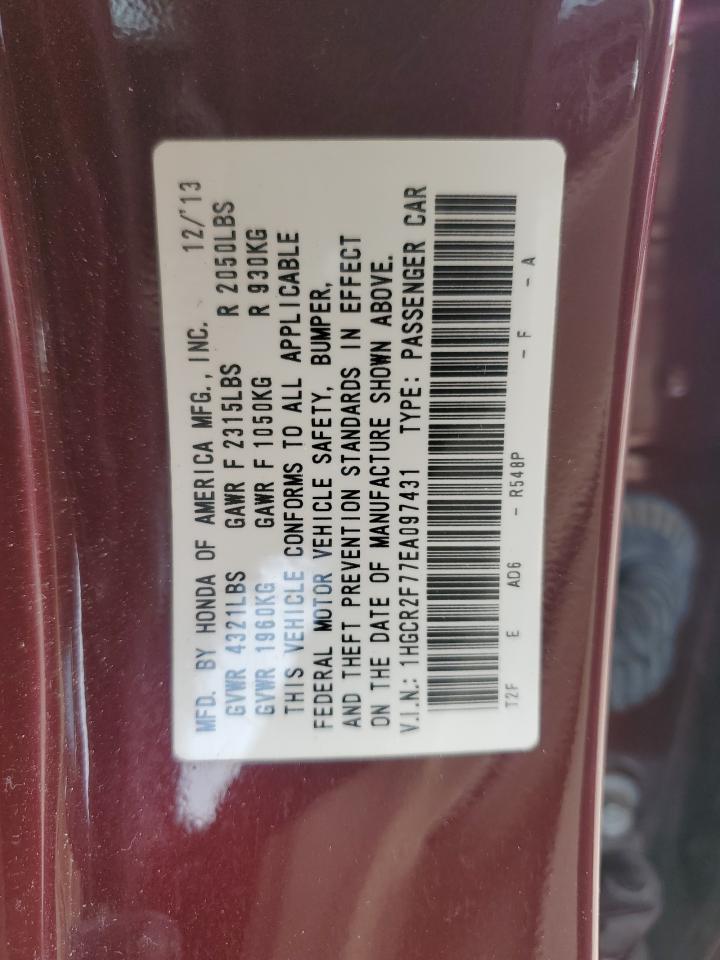 MFD. BY HONDA OF AMERICA MFG., INC. 12/'13
GVWR 4321LBS GAWR F 2315LBS R 2050LBS
GVWR 1960KG GAWR F 1050KG R 930KG
THIS VEHICLE CONFORMS TO ALL APPLICABLE
FEDERAL MOTOR VEHICLE SAFETY, BUMPER,
AND THEFT PREVENTION STANDARDS IN EFFECT
ON THE DATE OF MANUFACTURE SHOWN ABOVE.
V.I.N.: 1HGCR2F77EA097431 TYPE: PASSENGER CAR
T2F E AD6 - R548P - F - A